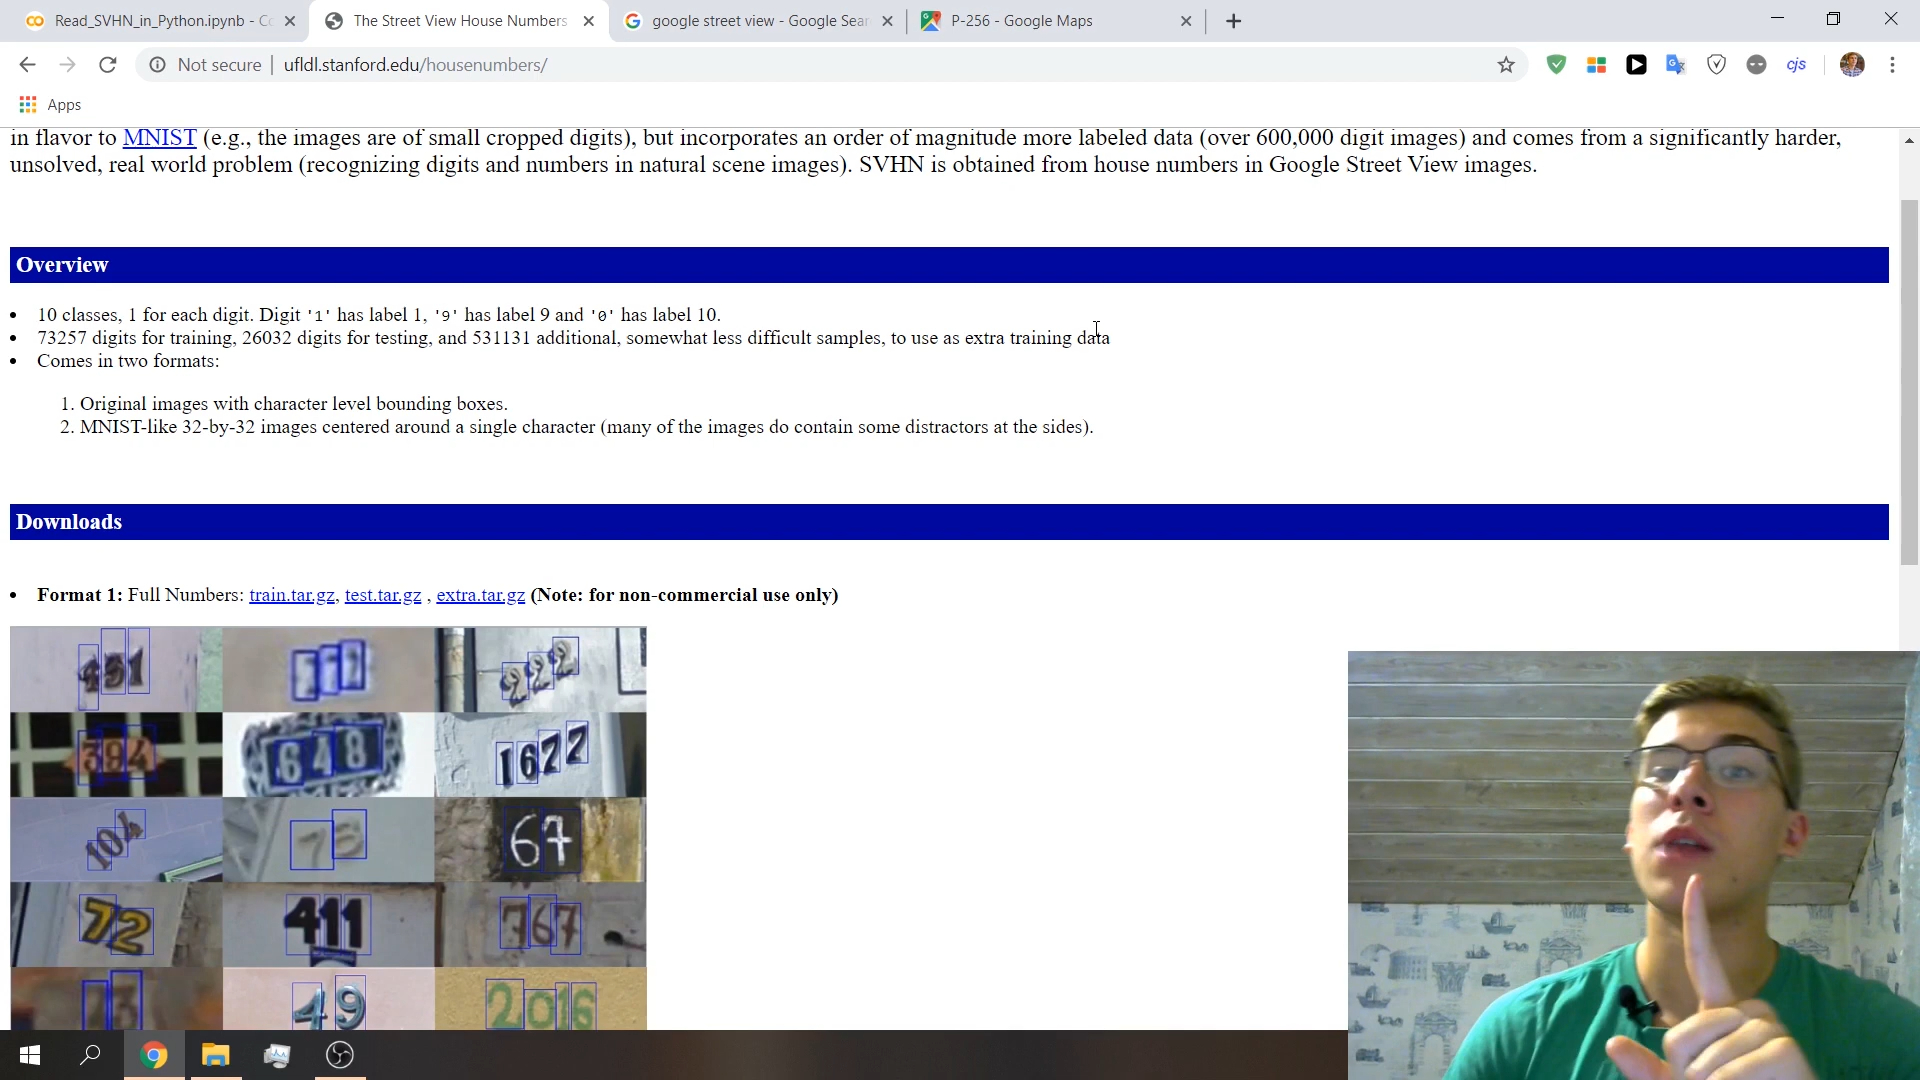 Read_SVHN_in_Python.ipynb - Co
The Street View House Numbers
google street view - Google Sear
P-256 - Google Maps
Not secure | ufldl.stanford.edu/housenumbers/
cjs
Apps
in flavor to MNIST (e.g., the images are of small cropped digits), but incorporates an order of magnitude more labeled data (over 600,000 digit images) and comes from a significantly harder,
unsolved, real world problem (recognizing digits and numbers in natural scene images). SVHN is obtained from house numbers in Google Street View images.
Overview
• 10 classes, 1 for each digit. Digit '1' has label 1, '9' has label 9 and '0' has label 10.
• 73257 digits for training, 26032 digits for testing, and 531131 additional, somewhat less difficult samples, to use as extra training data
• Comes in two formats:
1. Original images with character level bounding boxes.
2. MNIST-like 32-by-32 images centered around a single character (many of the images do contain some distractors at the sides).
Downloads
• Format 1: Full Numbers: train.tar.gz, test.tar.gz , extra.tar.gz (Note: for non-commercial use only)
431
222
394
648
1622
104
73
67
72
411
767
13
49
2016